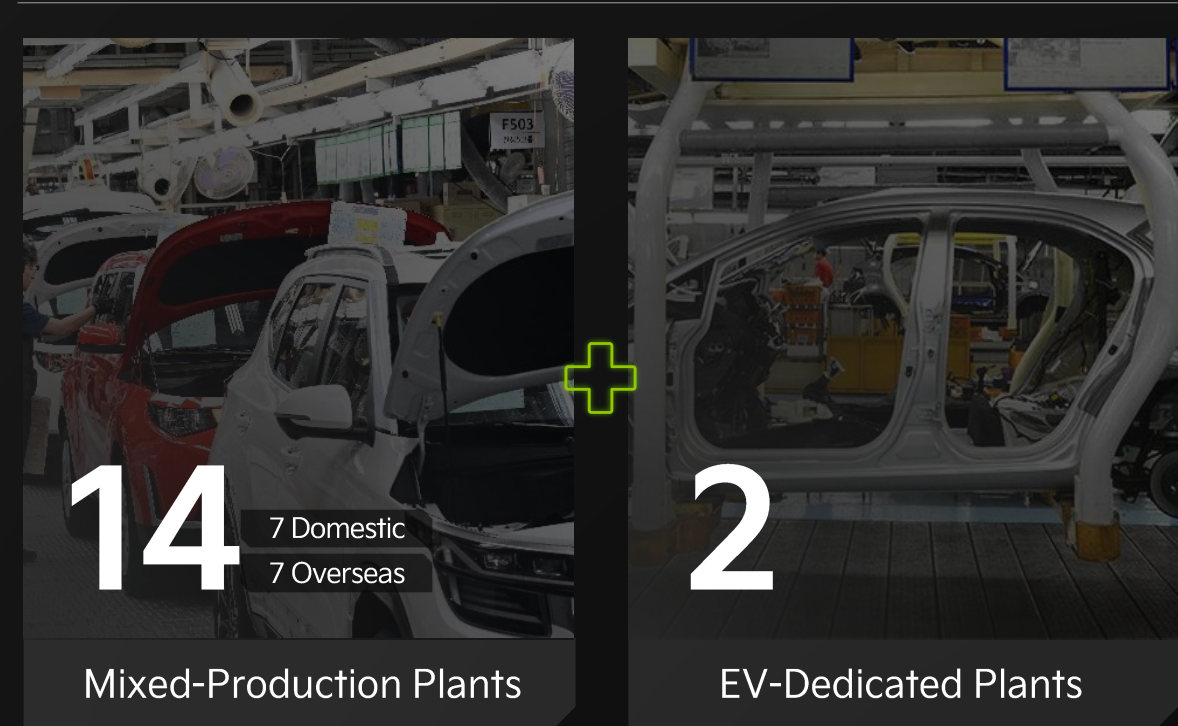 F503
14
7 Domestic
7 Overseas
Mixed-Production Plants
2
EV-Dedicated Plants